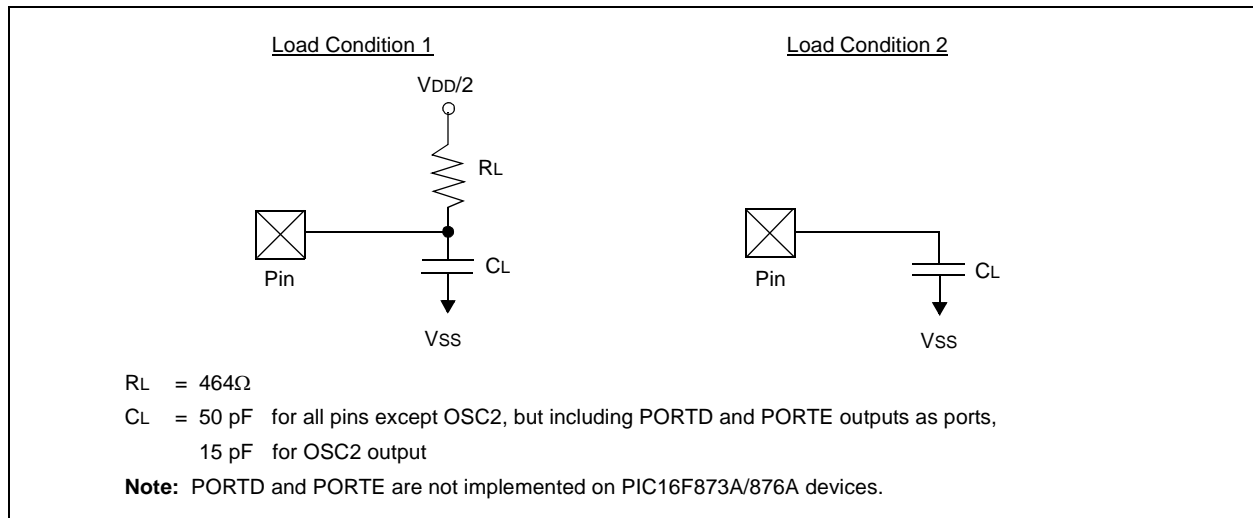 Load Condition 1
Load Condition 2
VDD/2
RL
CL
Pin
VSS
Pin
CL
VSS
RL = 464Ω
CL = 50 pF for all pins except OSC2, but including PORTD and PORTE outputs as ports,
15 pF for OSC2 output
Note: PORTD and PORTE are not implemented on PIC16F873A/876A devices.